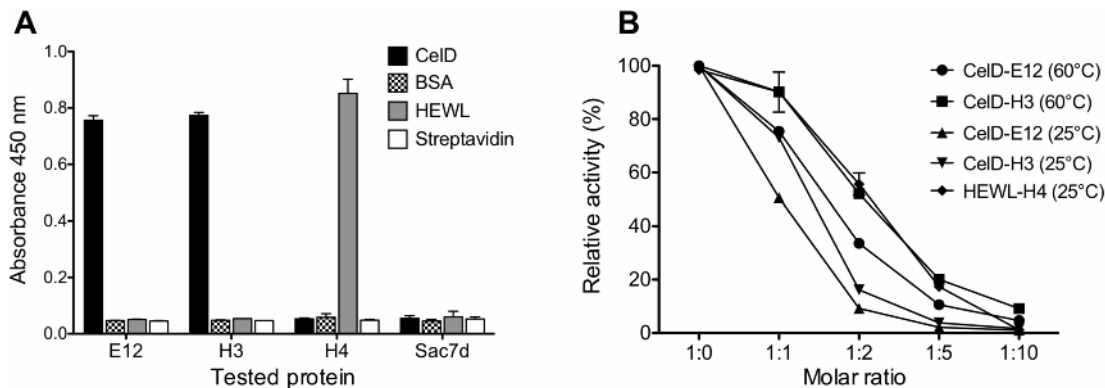 A
Absorbance 450 nm
1.0
0.8
0.6
0.4
0.2
0.0
CelD
BSA
HEWL
Streptavidin
E12 H3 H4 Sac7d
Tested protein
B
Relative activity (%)
100
80
60
40
20
0
CelD-E12 (60°C)
CelD-H3 (60°C)
CelD-E12 (25°C)
CelD-H3 (25°C)
HEWL-H4 (25°C)
1:0 1:1 1:2 1:5 1:10
Molar ratio